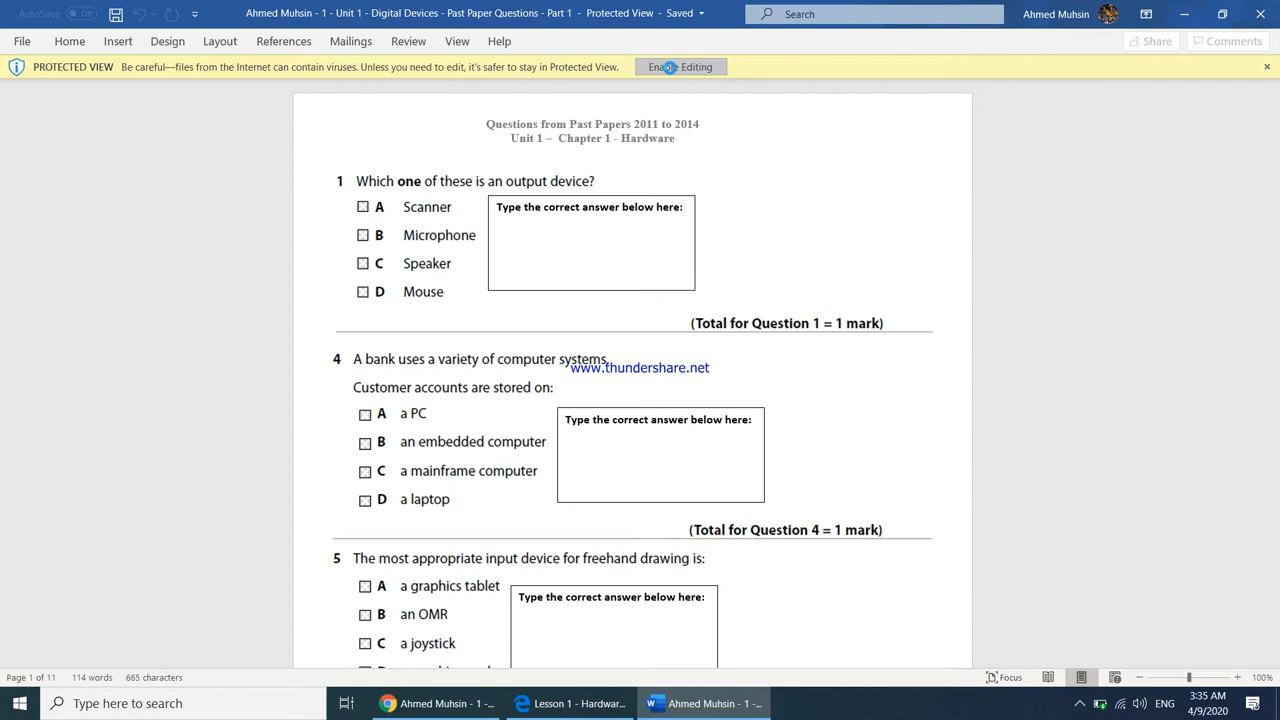 AutoSave Off
Ahmed Muhsin - 1 - Unit 1 - Digital Devices - Past Paper Questions - Part 1 - Protected View - Saved
Search
Ahmed Muhsin
File Home Insert Design Layout References Mailings Review View Help
Share Comments
PROTECTED VIEW Be careful—files from the Internet can contain viruses. Unless you need to edit, it's safer to stay in Protected View. Enable Editing
Questions from Past Papers 2011 to 2014
Unit 1 – Chapter 1 - Hardware
1 Which one of these is an output device?
A Scanner
Type the correct answer below here:
B Microphone
C Speaker
D Mouse
(Total for Question 1 = 1 mark)
4 A bank uses a variety of computer systems.
www.thundershare.net
Customer accounts are stored on:
A a PC
Type the correct answer below here:
B an embedded computer
C a mainframe computer
D a laptop
(Total for Question 4 = 1 mark)
5 The most appropriate input device for freehand drawing is:
A a graphics tablet
Type the correct answer below here:
B an OMR
C a joystick
Page 1 of 11 114 words 665 characters Focus 100%
Type here to search
Ahmed Muhsin - 1 -...
Lesson 1 - Hardwar...
Ahmed Muhsin - 1 -...
ENG
3:35 AM
4/9/2020